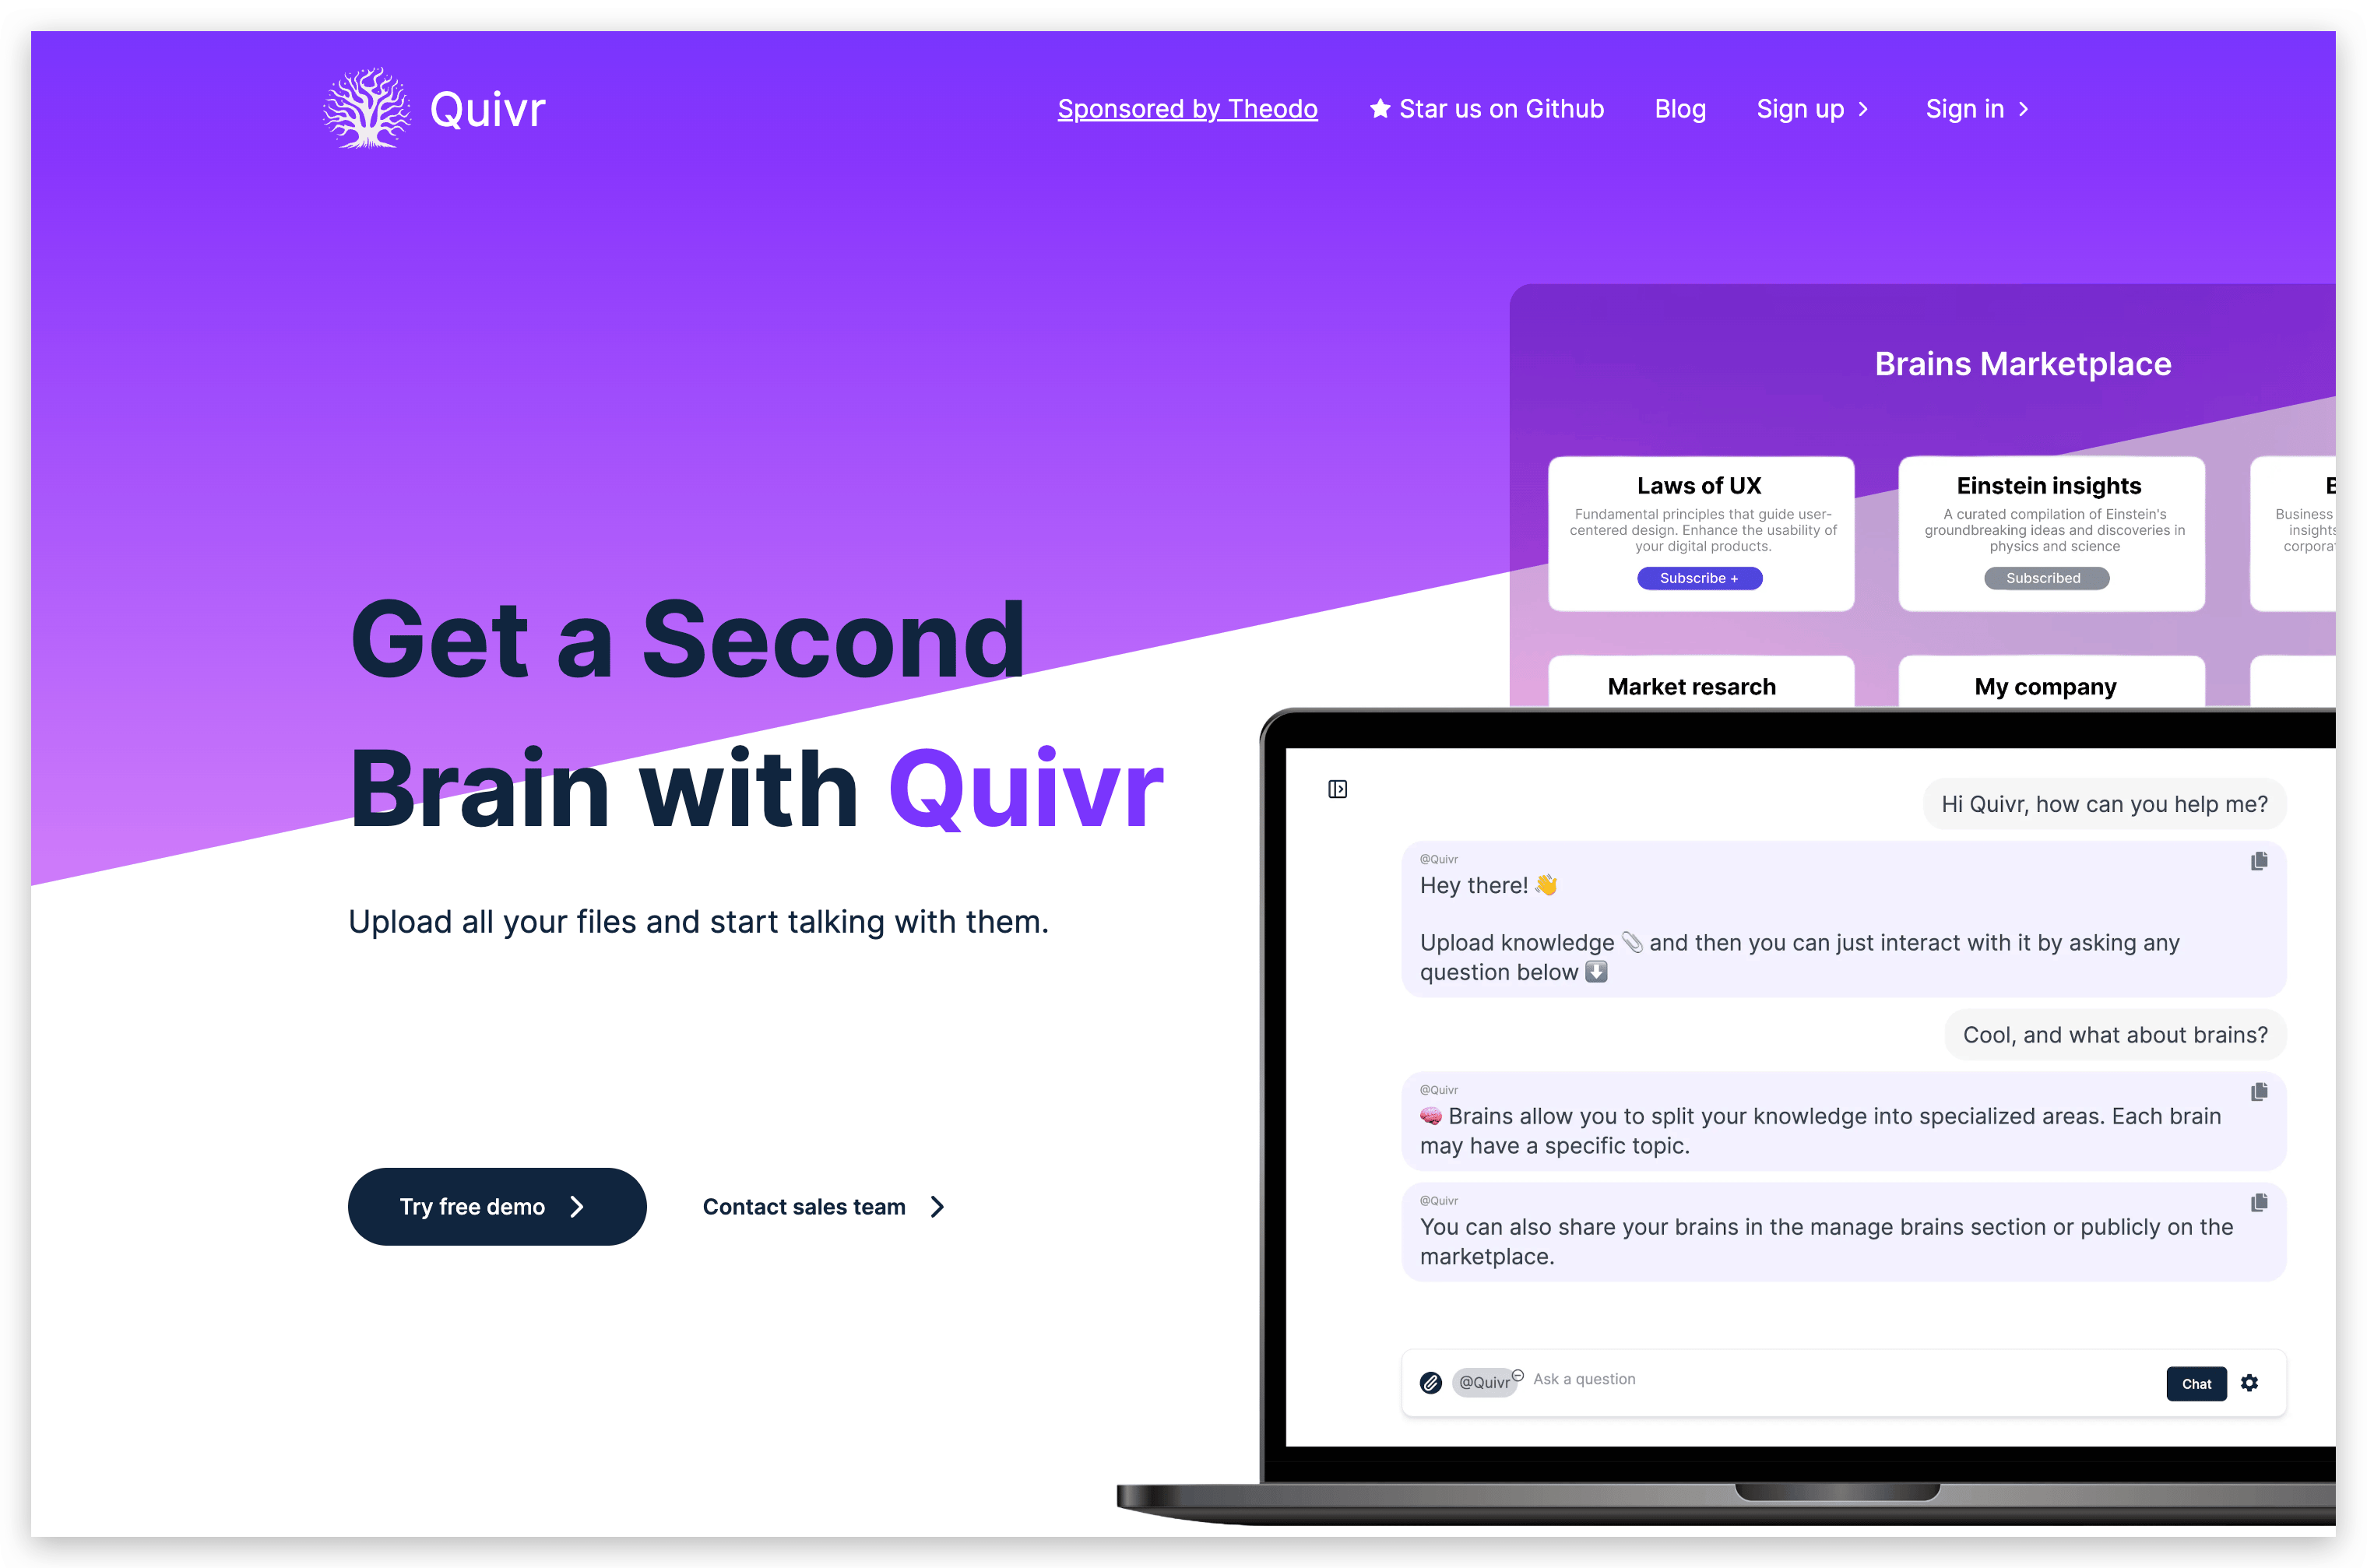 Quivr
Sponsored by Theodo
Star us on Github
Blog
Sign up
Sign in
Get a Second
Brain with Quivr
Upload all your files and start talking with them.
Try free demo
Contact sales team
Brains Marketplace
Laws of UX
Fundamental principles that guide user-
centered design. Enhance the usability of
your digital products.
Subscribe +
Einstein insights
A curated compilation of Einstein's
groundbreaking ideas and discoveries in
physics and science
Subscribed
Business
Market resarch
My company
Hi Quivr, how can you help me?
@Quivr
Hey there! 👋
Upload knowledge 📎 and then you can just interact with it by asking any
question below ⬇️
Cool, and what about brains?
@Quivr
🧠 Brains allow you to split your knowledge into specialized areas. Each brain
may have a specific topic.
@Quivr
You can also share your brains in the manage brains section or publicly on the
marketplace.
@Quivr
Ask a question
Chat